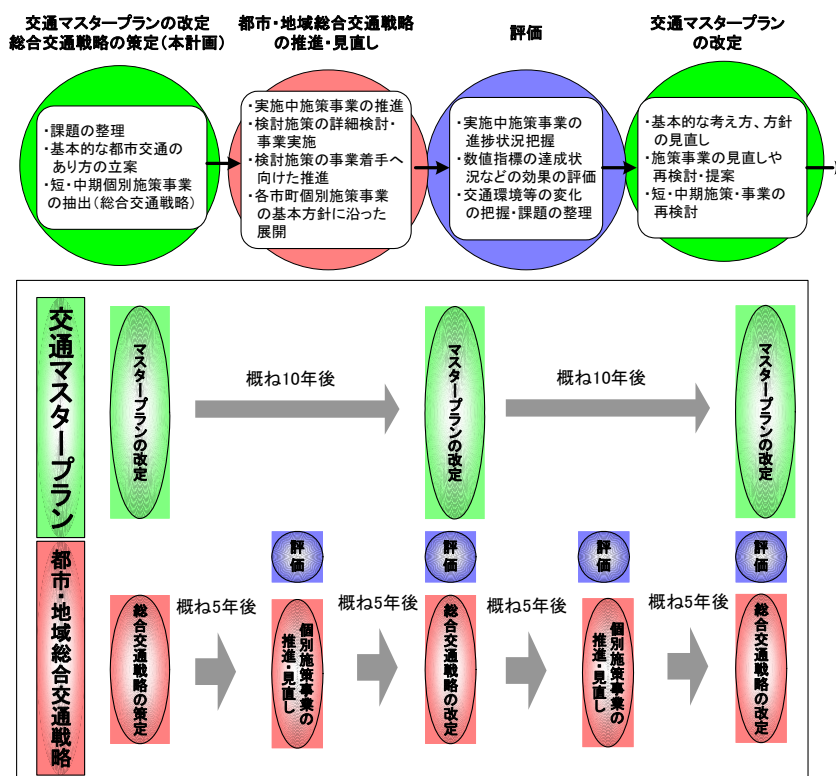 交通マスタープランの改定
総合交通戦略の策定(本計画)
都市・地域総合交通戦略
の推進・見直し
評価
交通マスタープラン
の改定
・課題の整理
・基本的な都市交通の
あり方の立案
・短・中期個別施策事業
の抽出(総合交通戦略)
・実施中施策事業の推進
・検討施策の詳細検討・
事業実施
・検討施策の事業着手へ
向けた推進
・各市町個別施策事業
の基本方針に沿った
展開
・実施中施策事業の
進捗状況把握
・数値指標の達成状
況などの効果の評価
・交通環境等の変化
の把握・課題の整理
・基本的な考え方、方針
の見直し
・施策事業の見直しや
再検討・提案
・短・中期施策・事業の
再検討
交通マスタープラン
マスタープランの改定
概ね10年後
マスタープランの改定
概ね10年後
マスタープランの改定
都市・地域総合交通戦略
評価
評価
評価
評価
総合交通戦略の策定
概ね5年後
個別施策事業の
推進・見直し
概ね5年後
総合交通戦略の改定
概ね5年後
個別施策事業の
推進・見直し
概ね5年後
総合交通戦略の改定